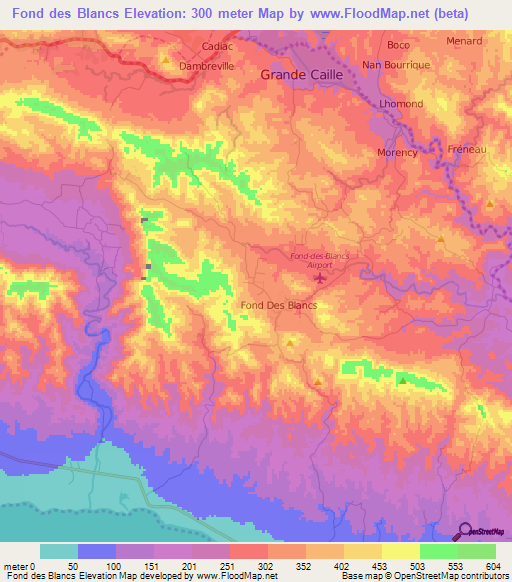 Fond des Blancs Elevation: 300 meter Map by www.FloodMap.net (beta)
Cadiac
Boco
Menard
Dambreville
Nan Bourrique
Grande Caille
Lhomond
Morency
Fréneau
Fond-des-Blancs
Airport
Fond Des Blancs
OpenStreetMap
meter 0 50 100 151 201 251 302 352 402 453 503 553 604
Fond des Blancs Elevation Map developed by www.FloodMap.net
Base map © OpenStreetMap contributors